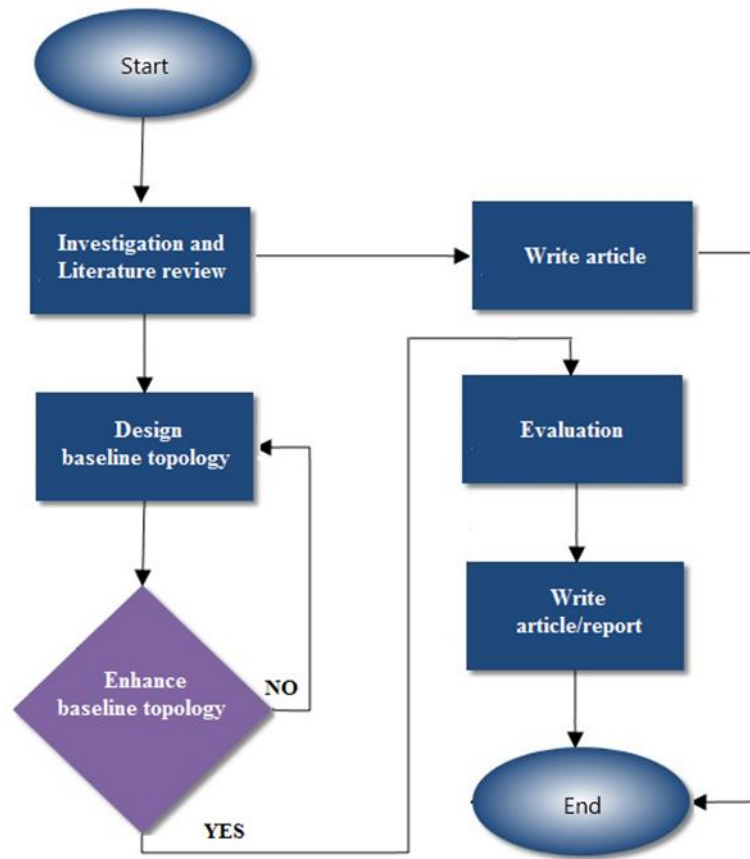 Start
Investigation and
Literature review
Write article
Design
baseline topology
Evaluation
Write
article/report
Enhance
baseline topology
NO
YES
End